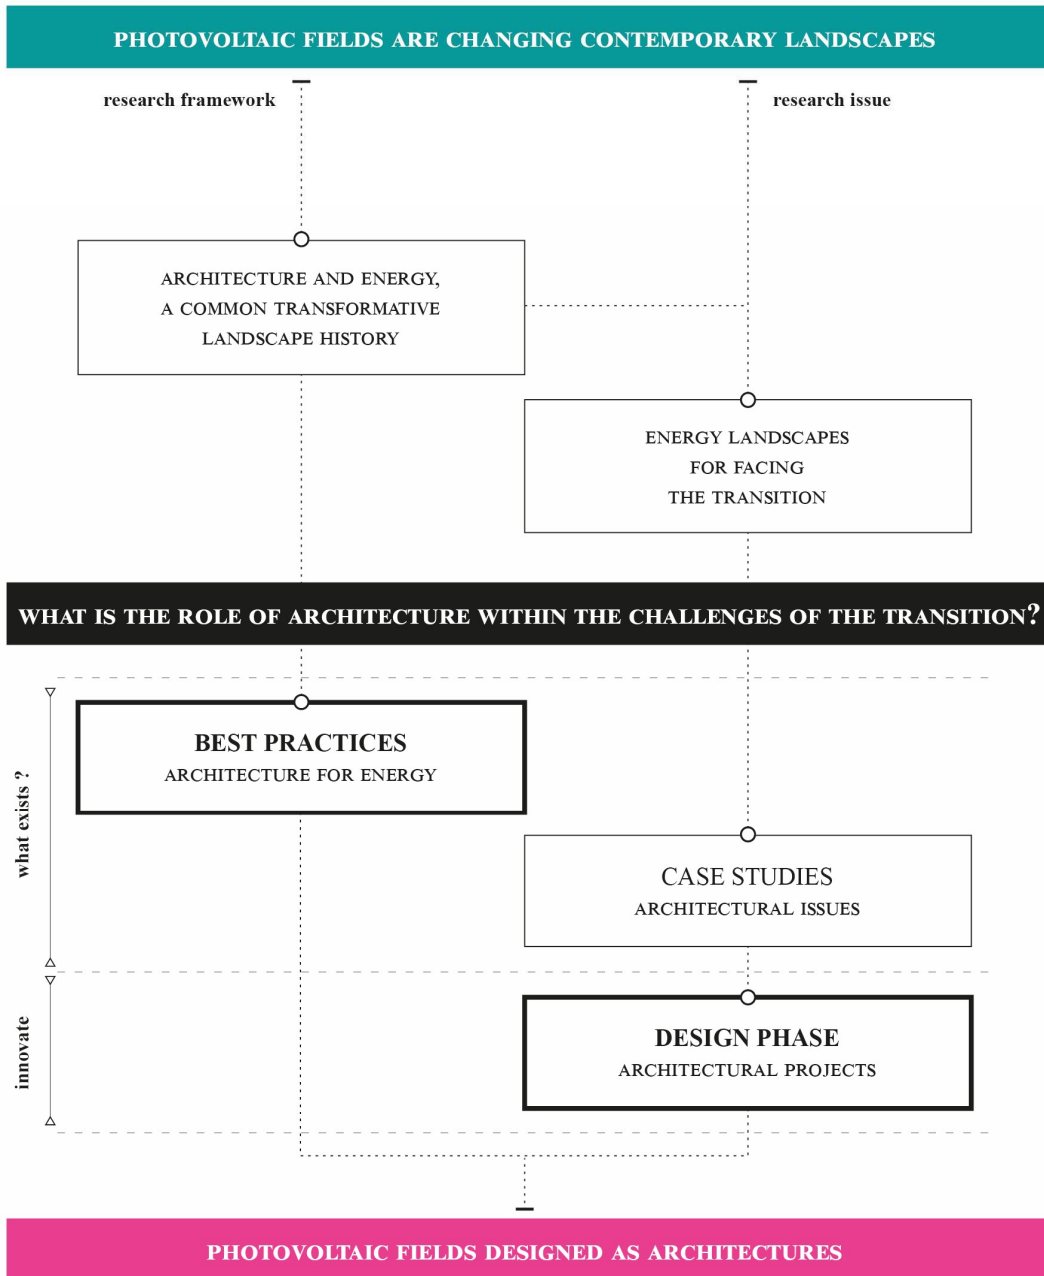 PHOTOVOLTAIC FIELDS ARE CHANGING CONTEMPORARY LANDSCAPES
research framework
research issue
ARCHITECTURE AND ENERGY,
A COMMON TRANSFORMATIVE
LANDSCAPE HISTORY
ENERGY LANDSCAPES
FOR FACING
THE TRANSITION
WHAT IS THE ROLE OF ARCHITECTURE WITHIN THE CHALLENGES OF THE TRANSITION?
what exists ?
BEST PRACTICES
ARCHITECTURE FOR ENERGY
CASE STUDIES
ARCHITECTURAL ISSUES
innovate
DESIGN PHASE
ARCHITECTURAL PROJECTS
PHOTOVOLTAIC FIELDS DESIGNED AS ARCHITECTURES